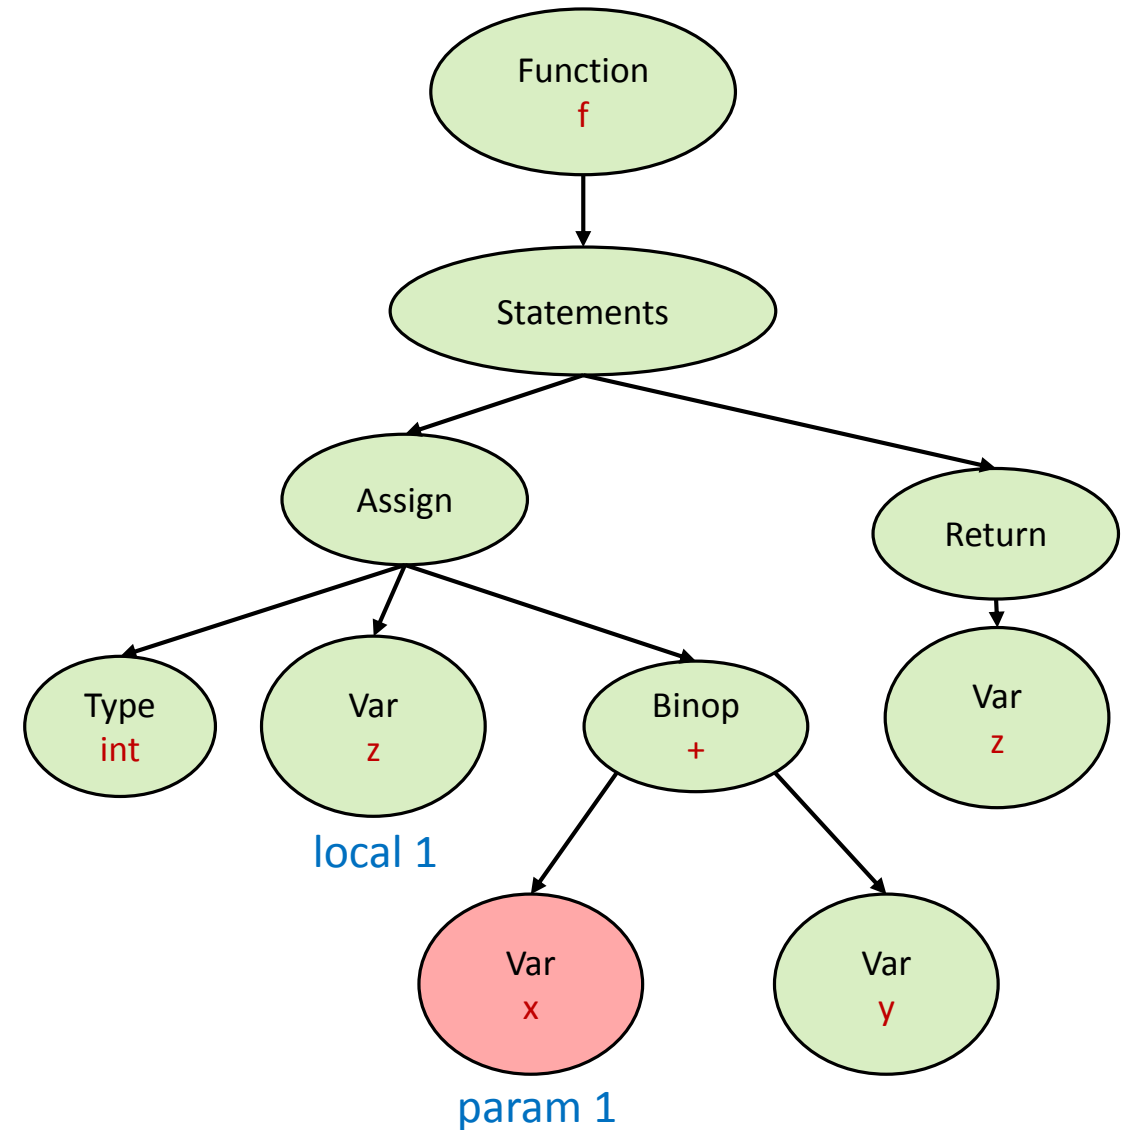 Function
f
Statements
Assign
Return
Type
int
Var
z
Binop
+
Var
z
local 1
Var
x
Var
y
param 1